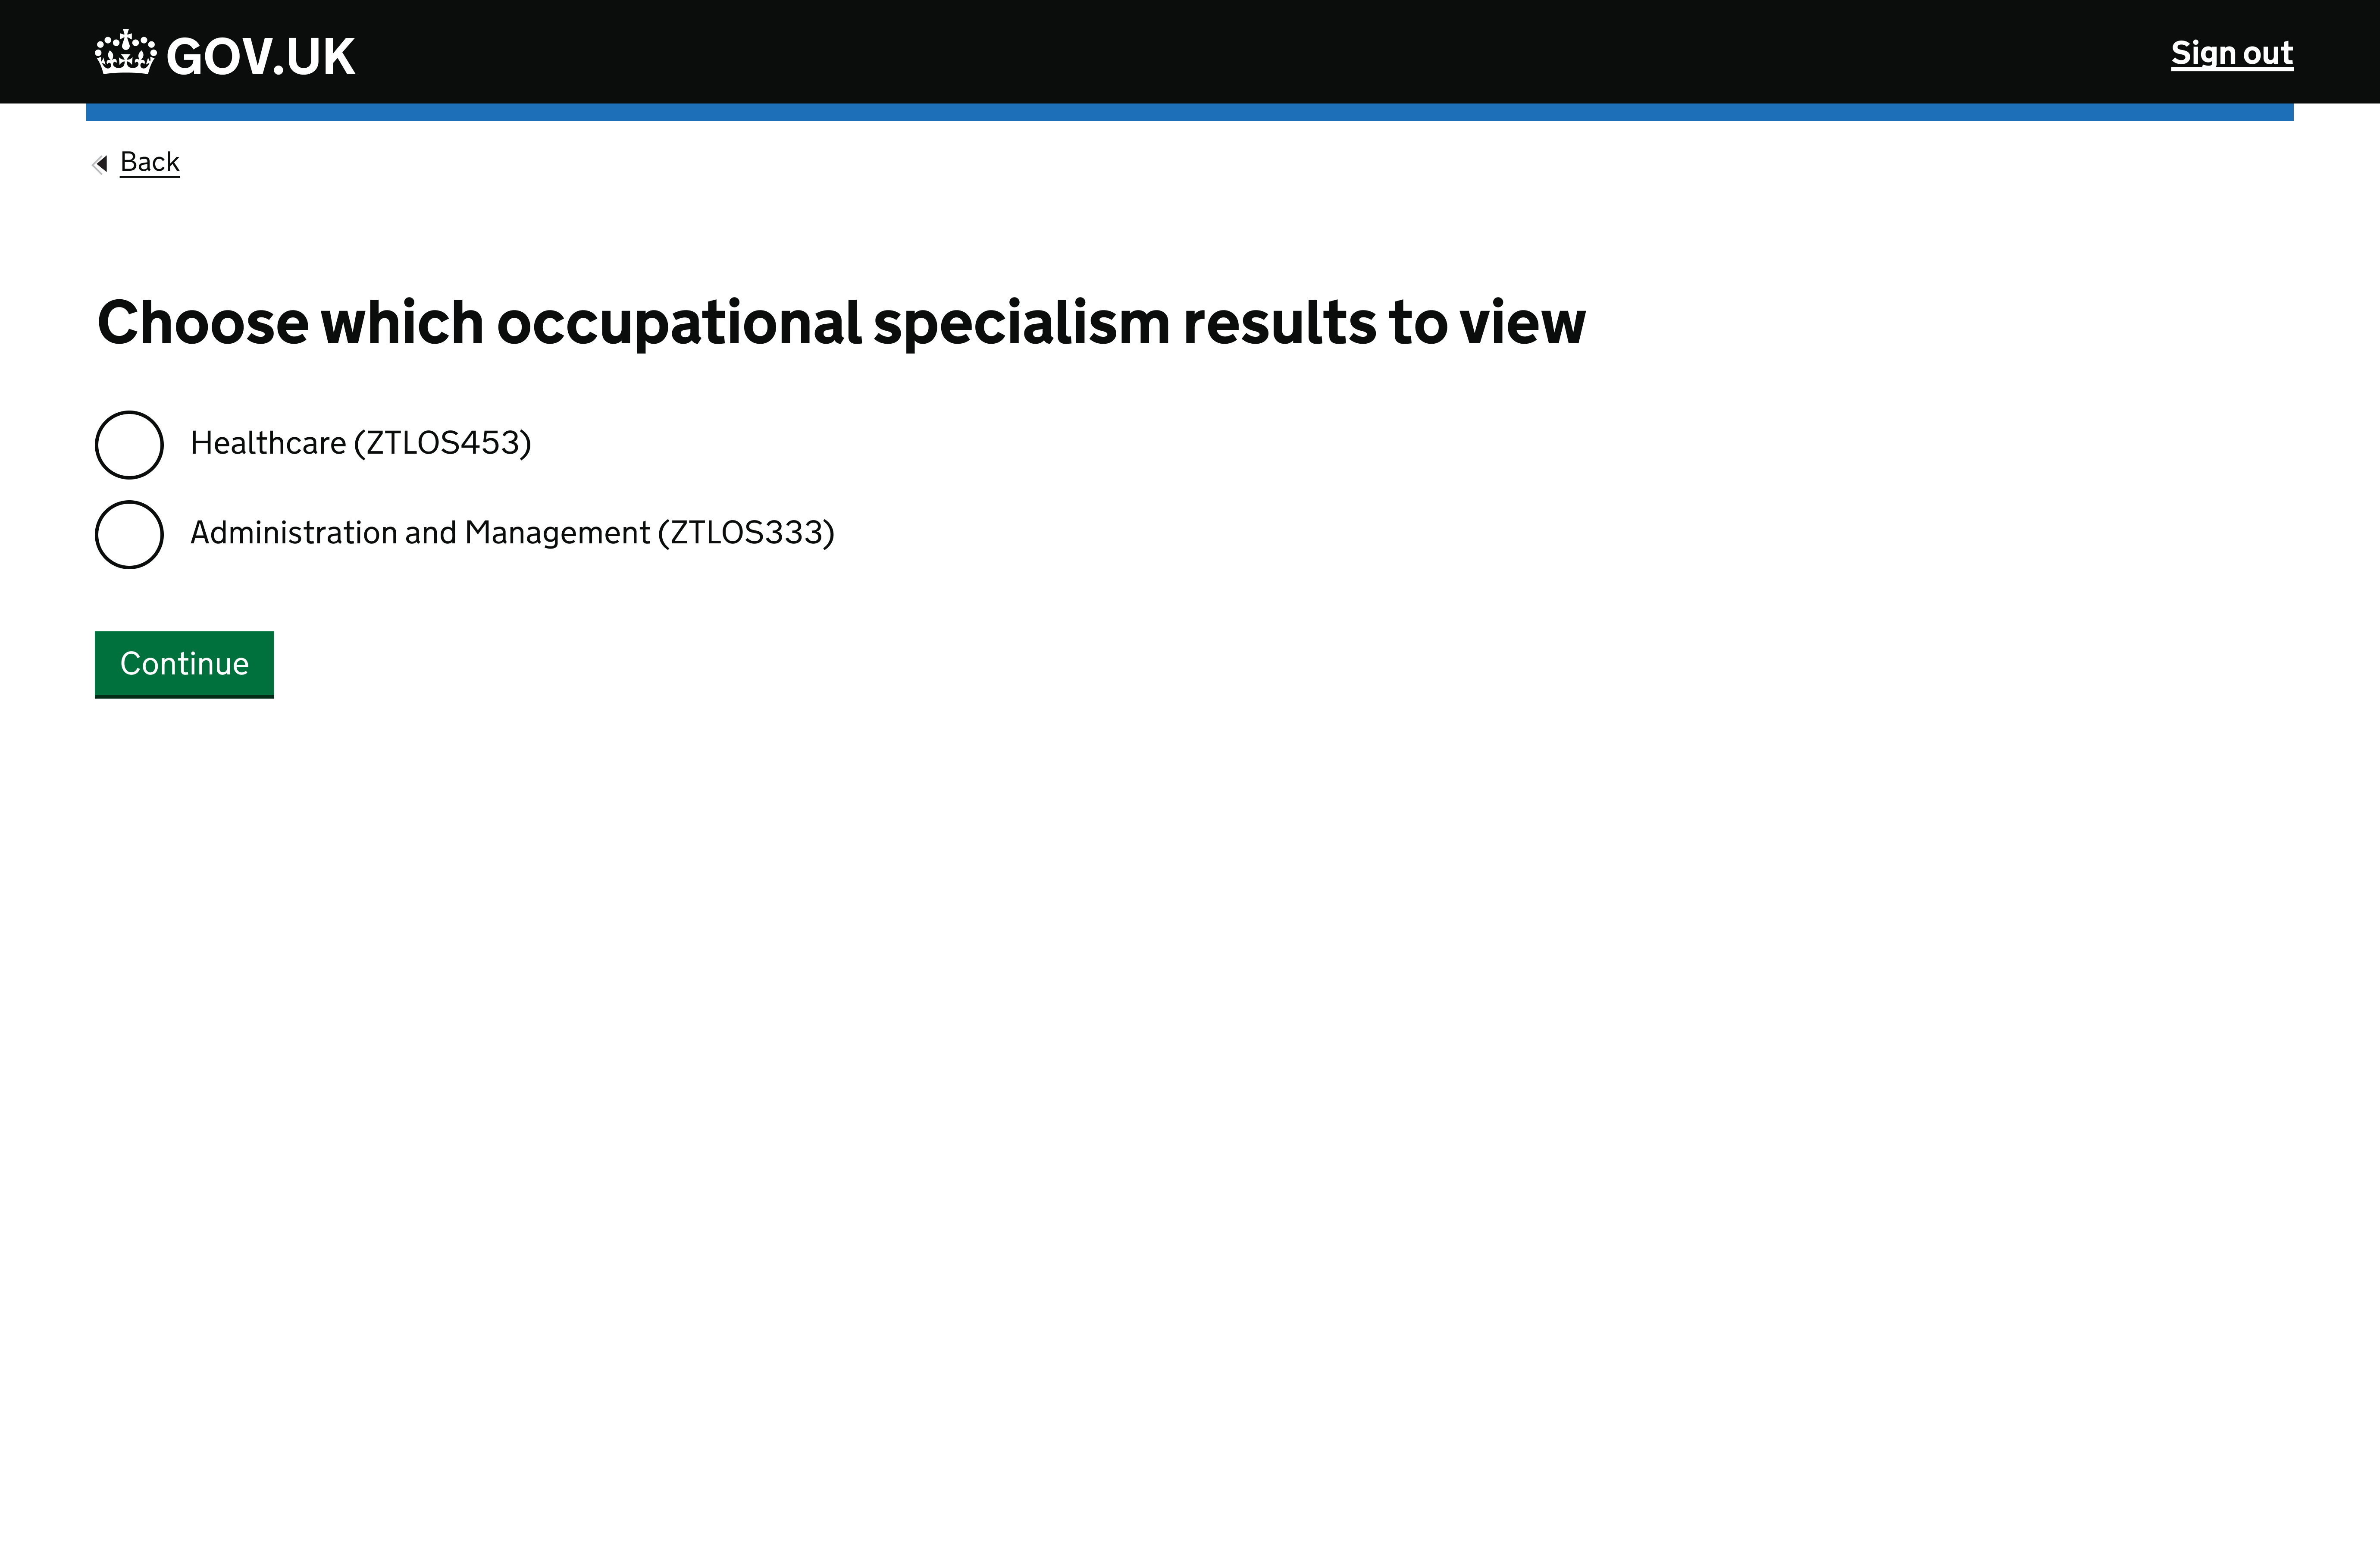 GOV.UK
Sign out
Back
Choose which occupational specialism results to view
Healthcare (ZTLOS453)
Administration and Management (ZTLOS333)
Continue